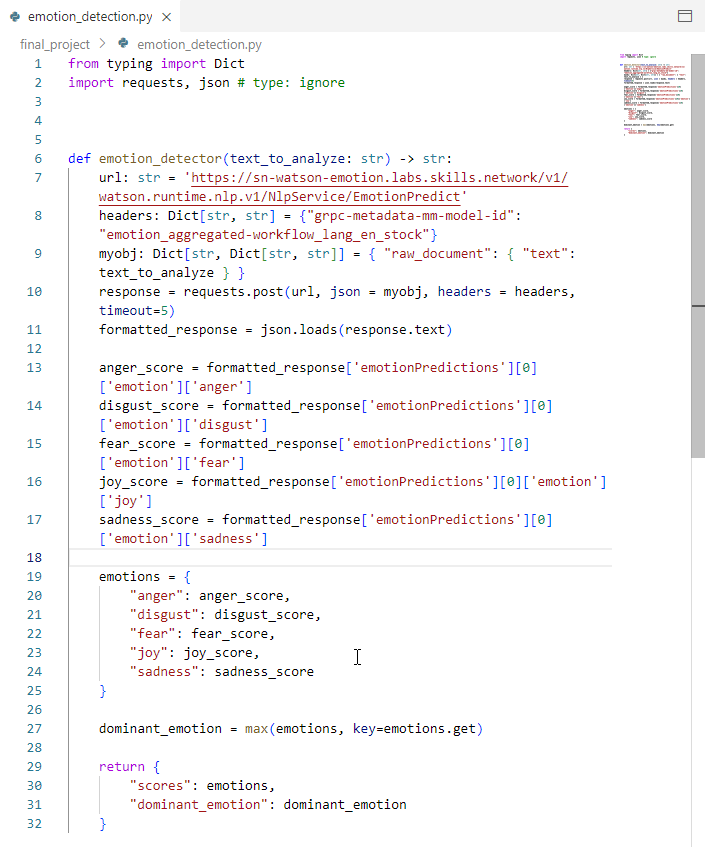 emotion_detection.py
final_project > emotion_detection.py
1 from typing import Dict
2 import requests, json # type: ignore
3
4
5
6 def emotion_detector(text_to_analyze: str) -> str:
7     url: str = 'https://sn-watson-emotion.labs.skills.network/v1/
    watson.runtime.nlp.v1/NlpService/EmotionPredict'
8     headers: Dict[str, str] = {"grpc-metadata-mm-model-id":
    "emotion_aggregated-workflow_lang_en_stock"}
9     myobj: Dict[str, Dict[str, str]] = { "raw_document": { "text":
    text_to_analyze } }
10     response = requests.post(url, json = myobj, headers = headers,
    timeout=5)
11     formatted_response = json.loads(response.text)
12
13     anger_score = formatted_response['emotionPredictions'][0]
    ['emotion']['anger']
14     disgust_score = formatted_response['emotionPredictions'][0]
    ['emotion']['disgust']
15     fear_score = formatted_response['emotionPredictions'][0]
    ['emotion']['fear']
16     joy_score = formatted_response['emotionPredictions'][0]['emotion']
    ['joy']
17     sadness_score = formatted_response['emotionPredictions'][0]
    ['emotion']['sadness']
18
19     emotions = {
20         "anger": anger_score,
21         "disgust": disgust_score,
22         "fear": fear_score,
23         "joy": joy_score,
24         "sadness": sadness_score
25     }
26
27     dominant_emotion = max(emotions, key=emotions.get)
28
29     return {
30         "scores": emotions,
31         "dominant_emotion": dominant_emotion
32     }